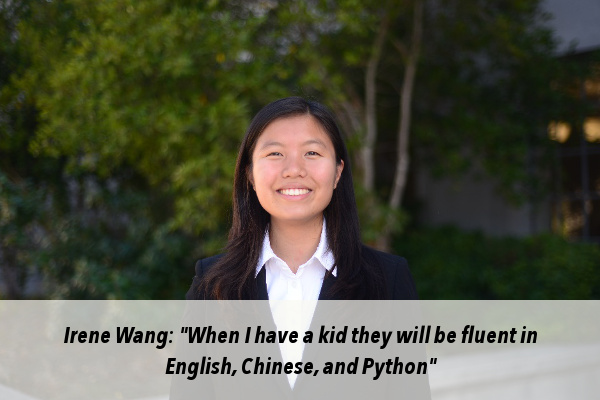 Irene Wang: "When I have a kid they will be fluent in
English, Chinese, and Python"